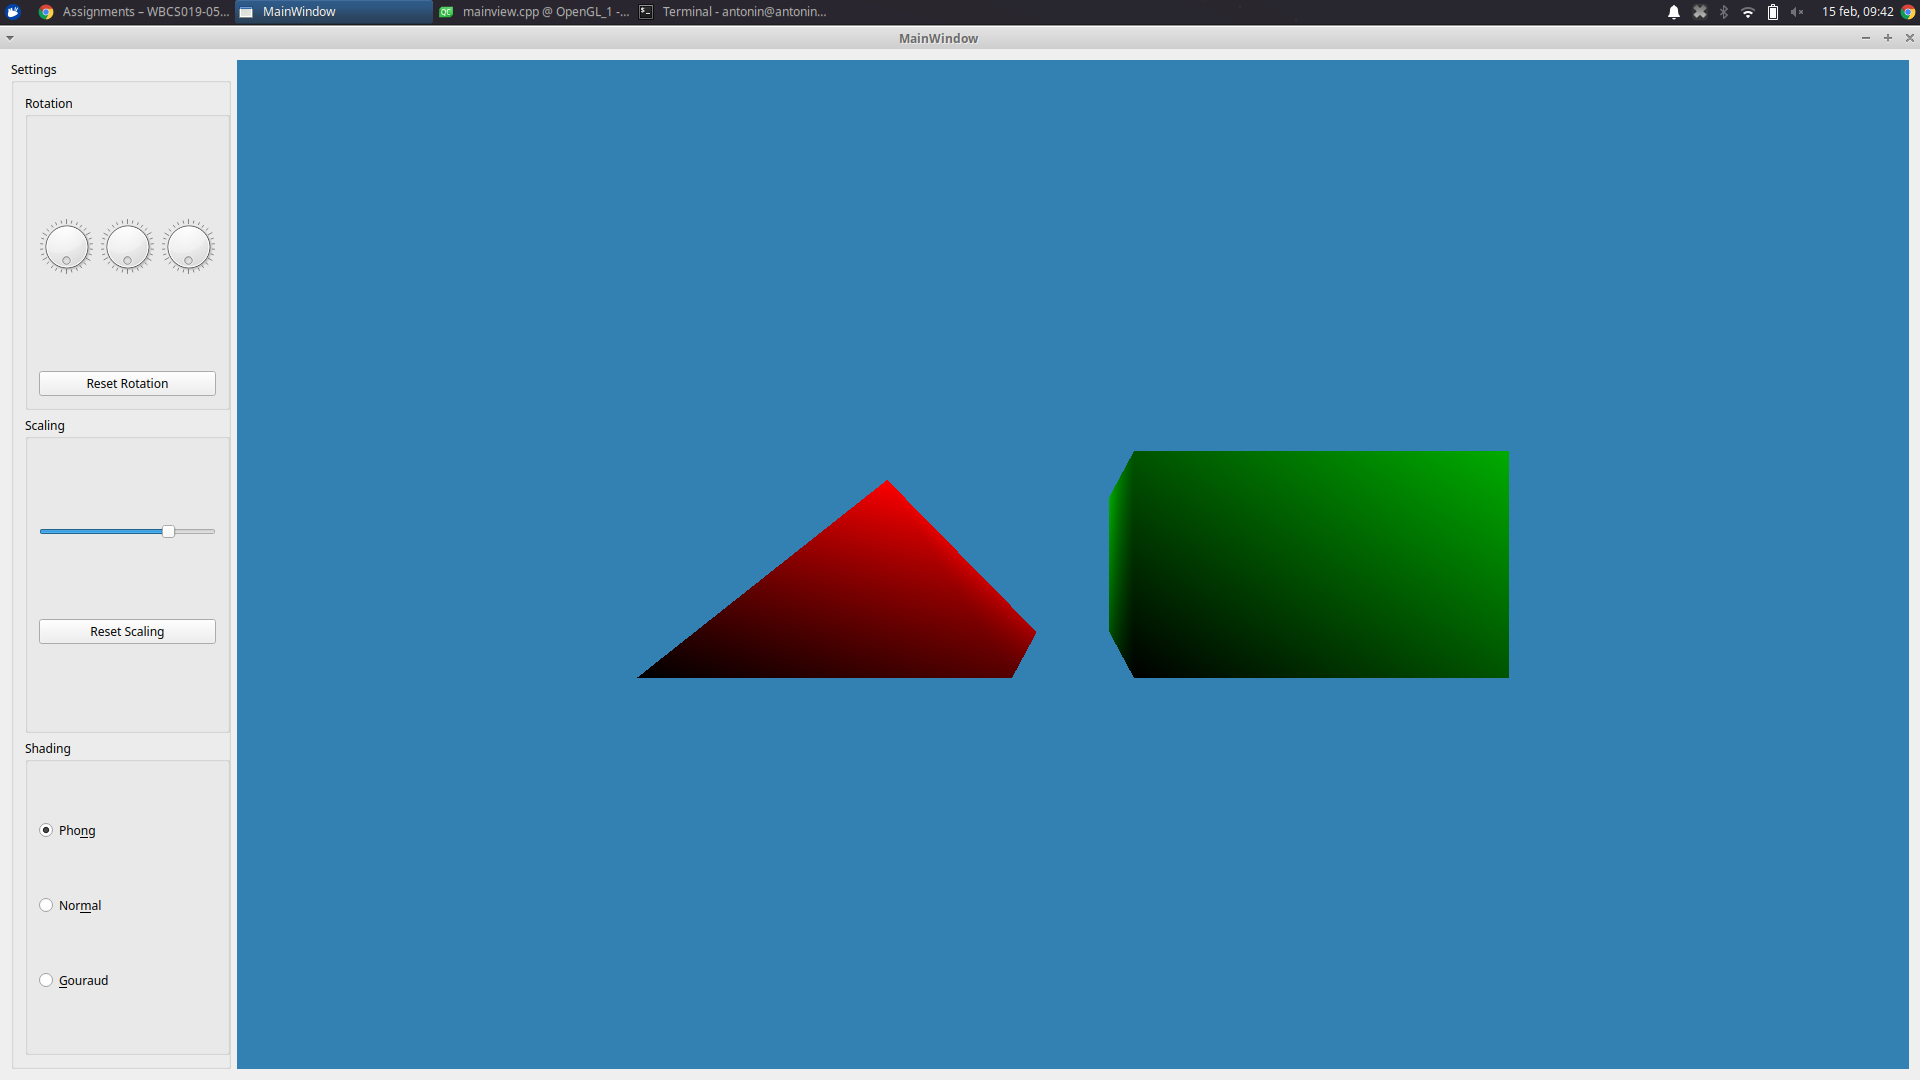 Assignments – WBCS019-05...
MainWindow
mainview.cpp @ OpenGL_1 -...
Terminal - antonin@antonin...
15 feb, 09:42
MainWindow
Settings
Rotation
Reset Rotation
Scaling
Reset Scaling
Shading
Phong
Normal
Gouraud